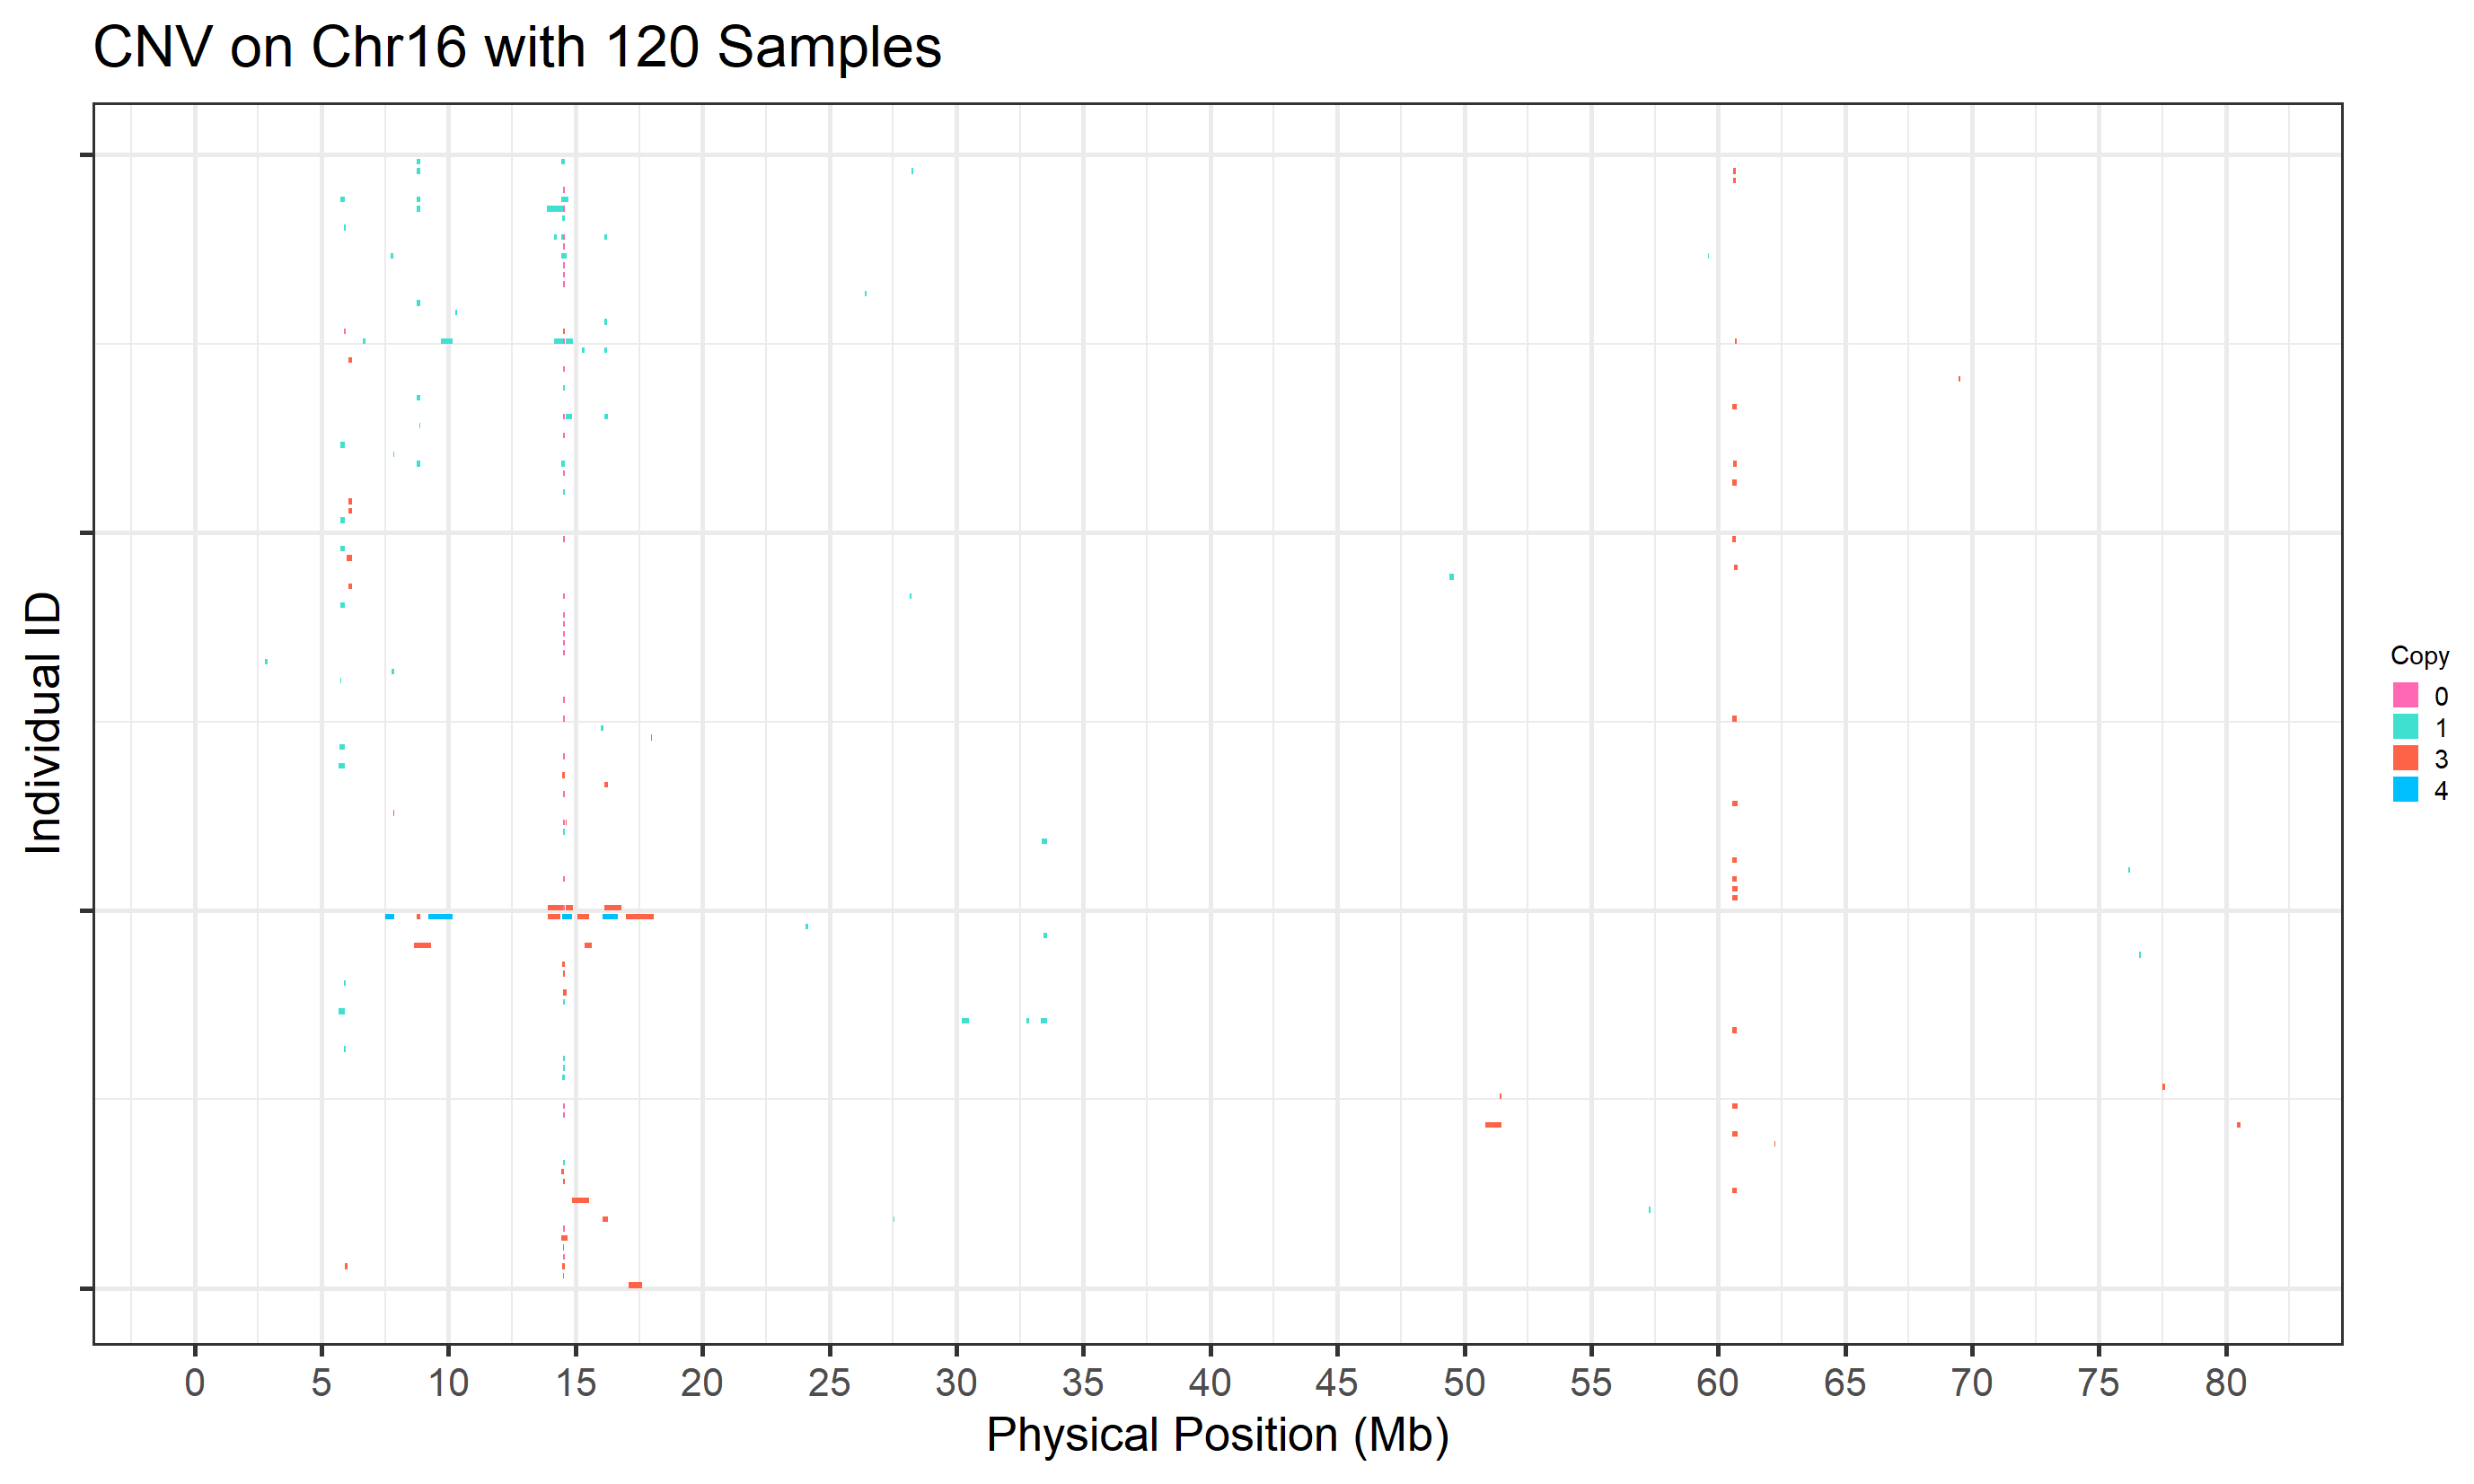 CNV on Chr16 with 120 Samples
Individual ID
Copy
0
1
3
4
0 5 10 15 20 25 30 35 40 45 50 55 60 65 70 75 80
Physical Position (Mb)